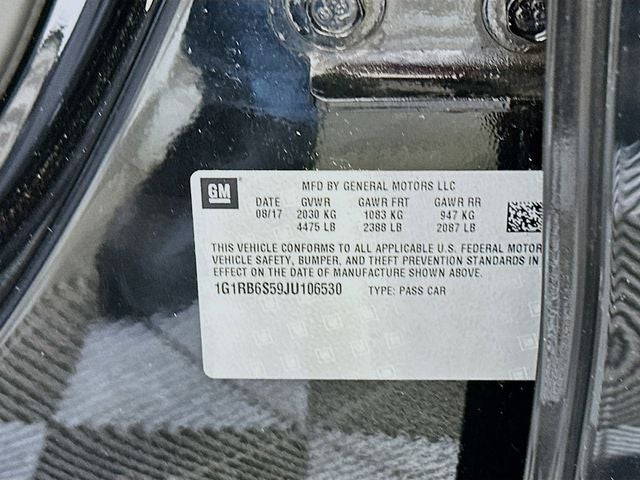 GM
MFD BY GENERAL MOTORS LLC
DATE GVWR GAWR FRT GAWR RR
08/17 2030 KG 1083 KG 947 KG
4475 LB 2388 LB 2087 LB
THIS VEHICLE CONFORMS TO ALL APPLICABLE U.S. FEDERAL MOTOR
VEHICLE SAFETY, BUMPER, AND THEFT PREVENTION STANDARDS IN
EFFECT ON THE DATE OF MANUFACTURE SHOWN ABOVE.
1G1RB6S59JU106530 TYPE: PASS CAR